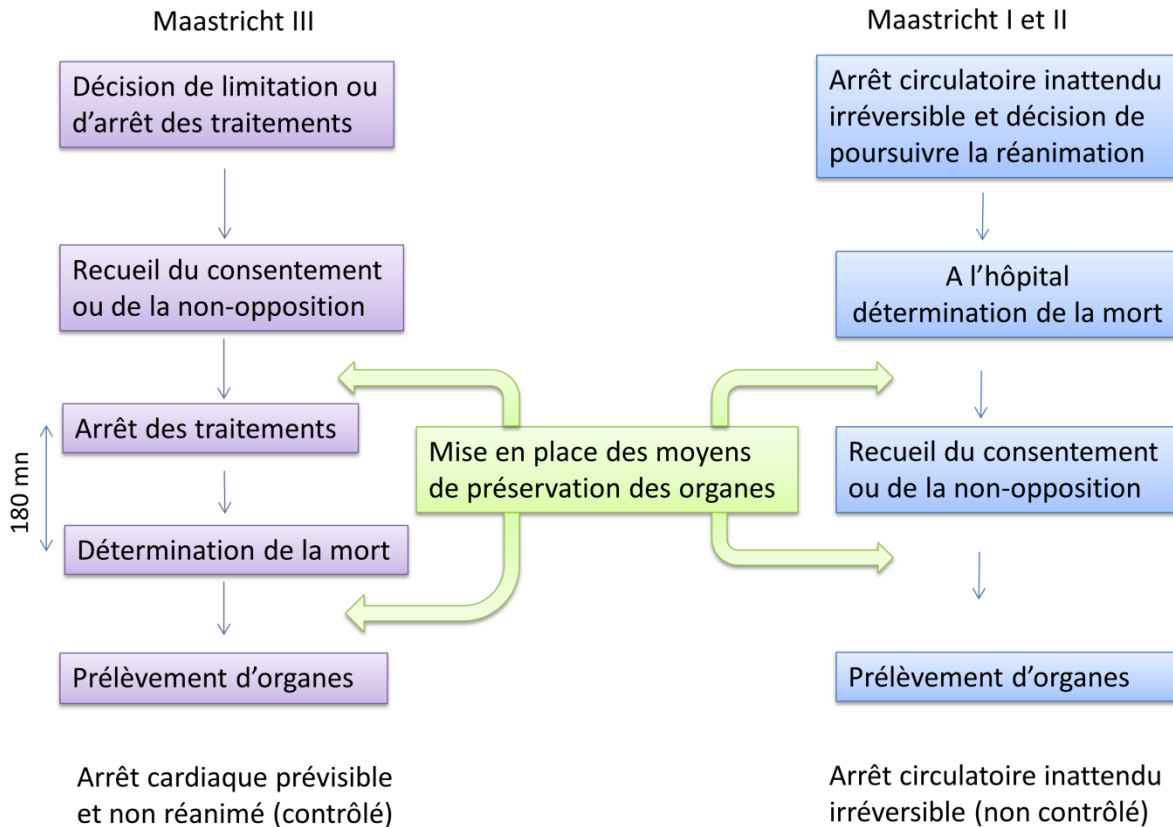 Maastricht III
Décision de limitation ou
d’arrêt des traitements
Recueil du consentement
ou de la non-opposition
Arrêt des traitements
180 mn
Détermination de la mort
Prélèvement d’organes
Arrêt cardiaque prévisible
et non réanimé (contrôlé)
Mise en place des moyens
de préservation des organes
Maastricht I et II
Arrêt circulatoire inattendu
irréversible et décision de
poursuivre la réanimation
A l’hôpital
détermination de la mort
Recueil du consentement
ou de la non-opposition
Prélèvement d’organes
Arrêt circulatoire inattendu
irréversible (non contrôlé)